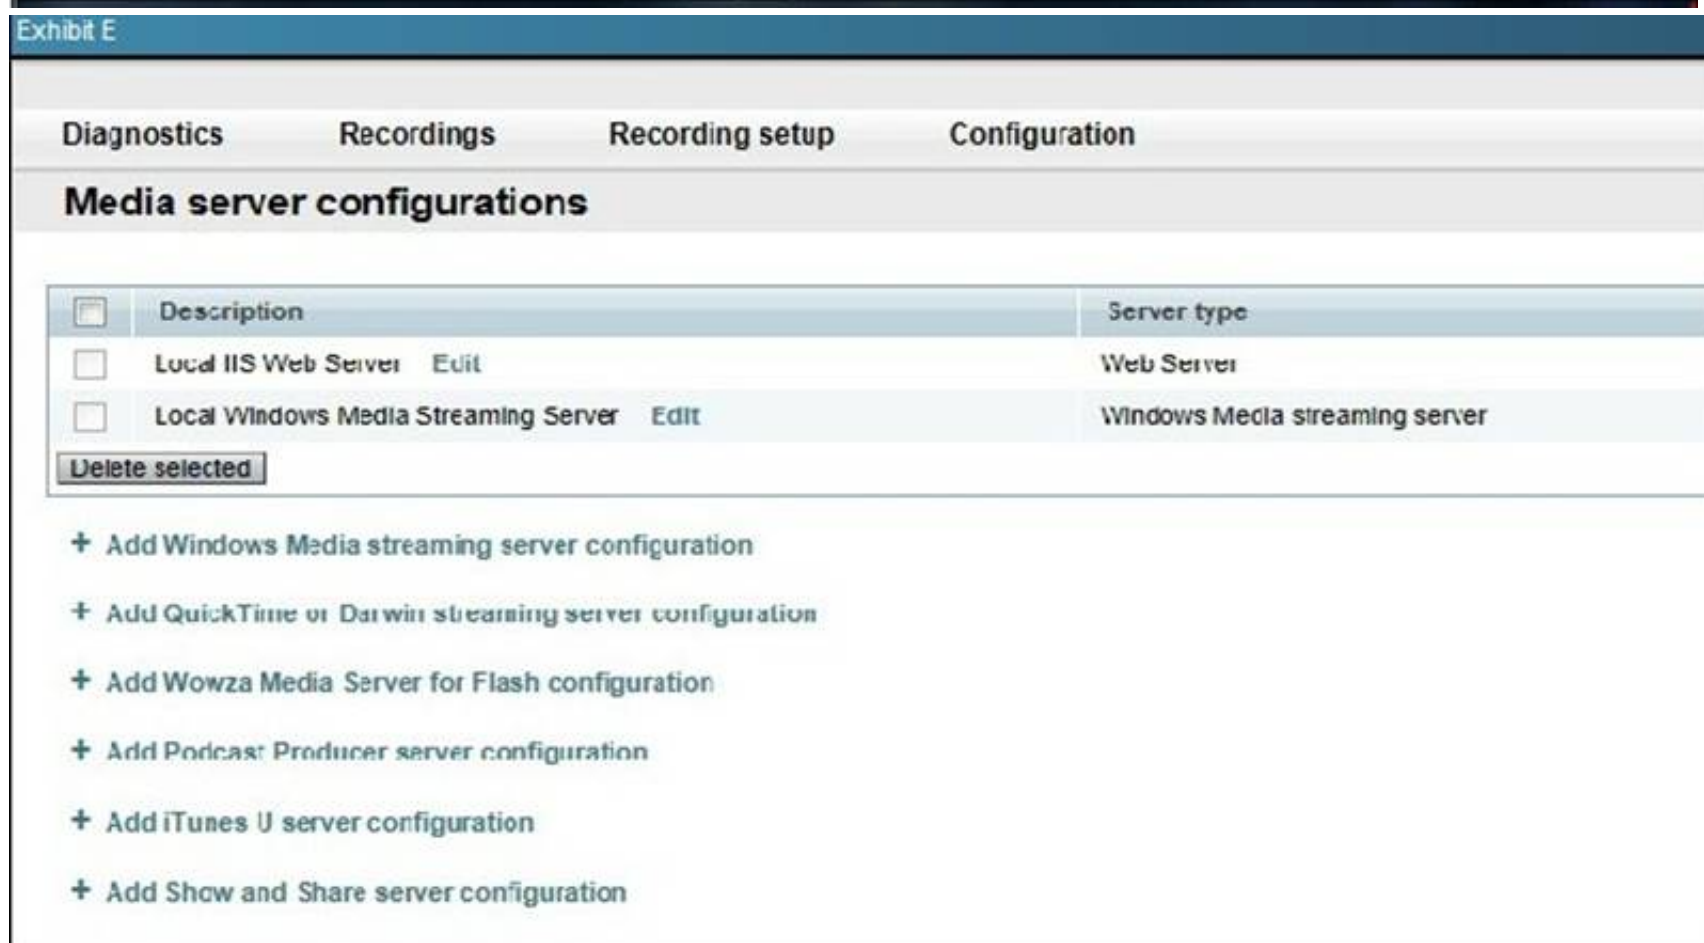 Exhibit E
Diagnostics Recordings Recording setup Configuration
Media server configurations
Description Server type
Local IIS Web Server Edit Web Server
Local Windows Media Streaming Server Edit Windows Media streaming server
Delete selected
+ Add Windows Media streaming server configuration
+ Add QuickTime or Darwin streaming server configuration
+ Add Wowza Media Server for Flash configuration
+ Add Podcast Producer server configuration
+ Add iTunes U server configuration
+ Add Show and Share server configuration